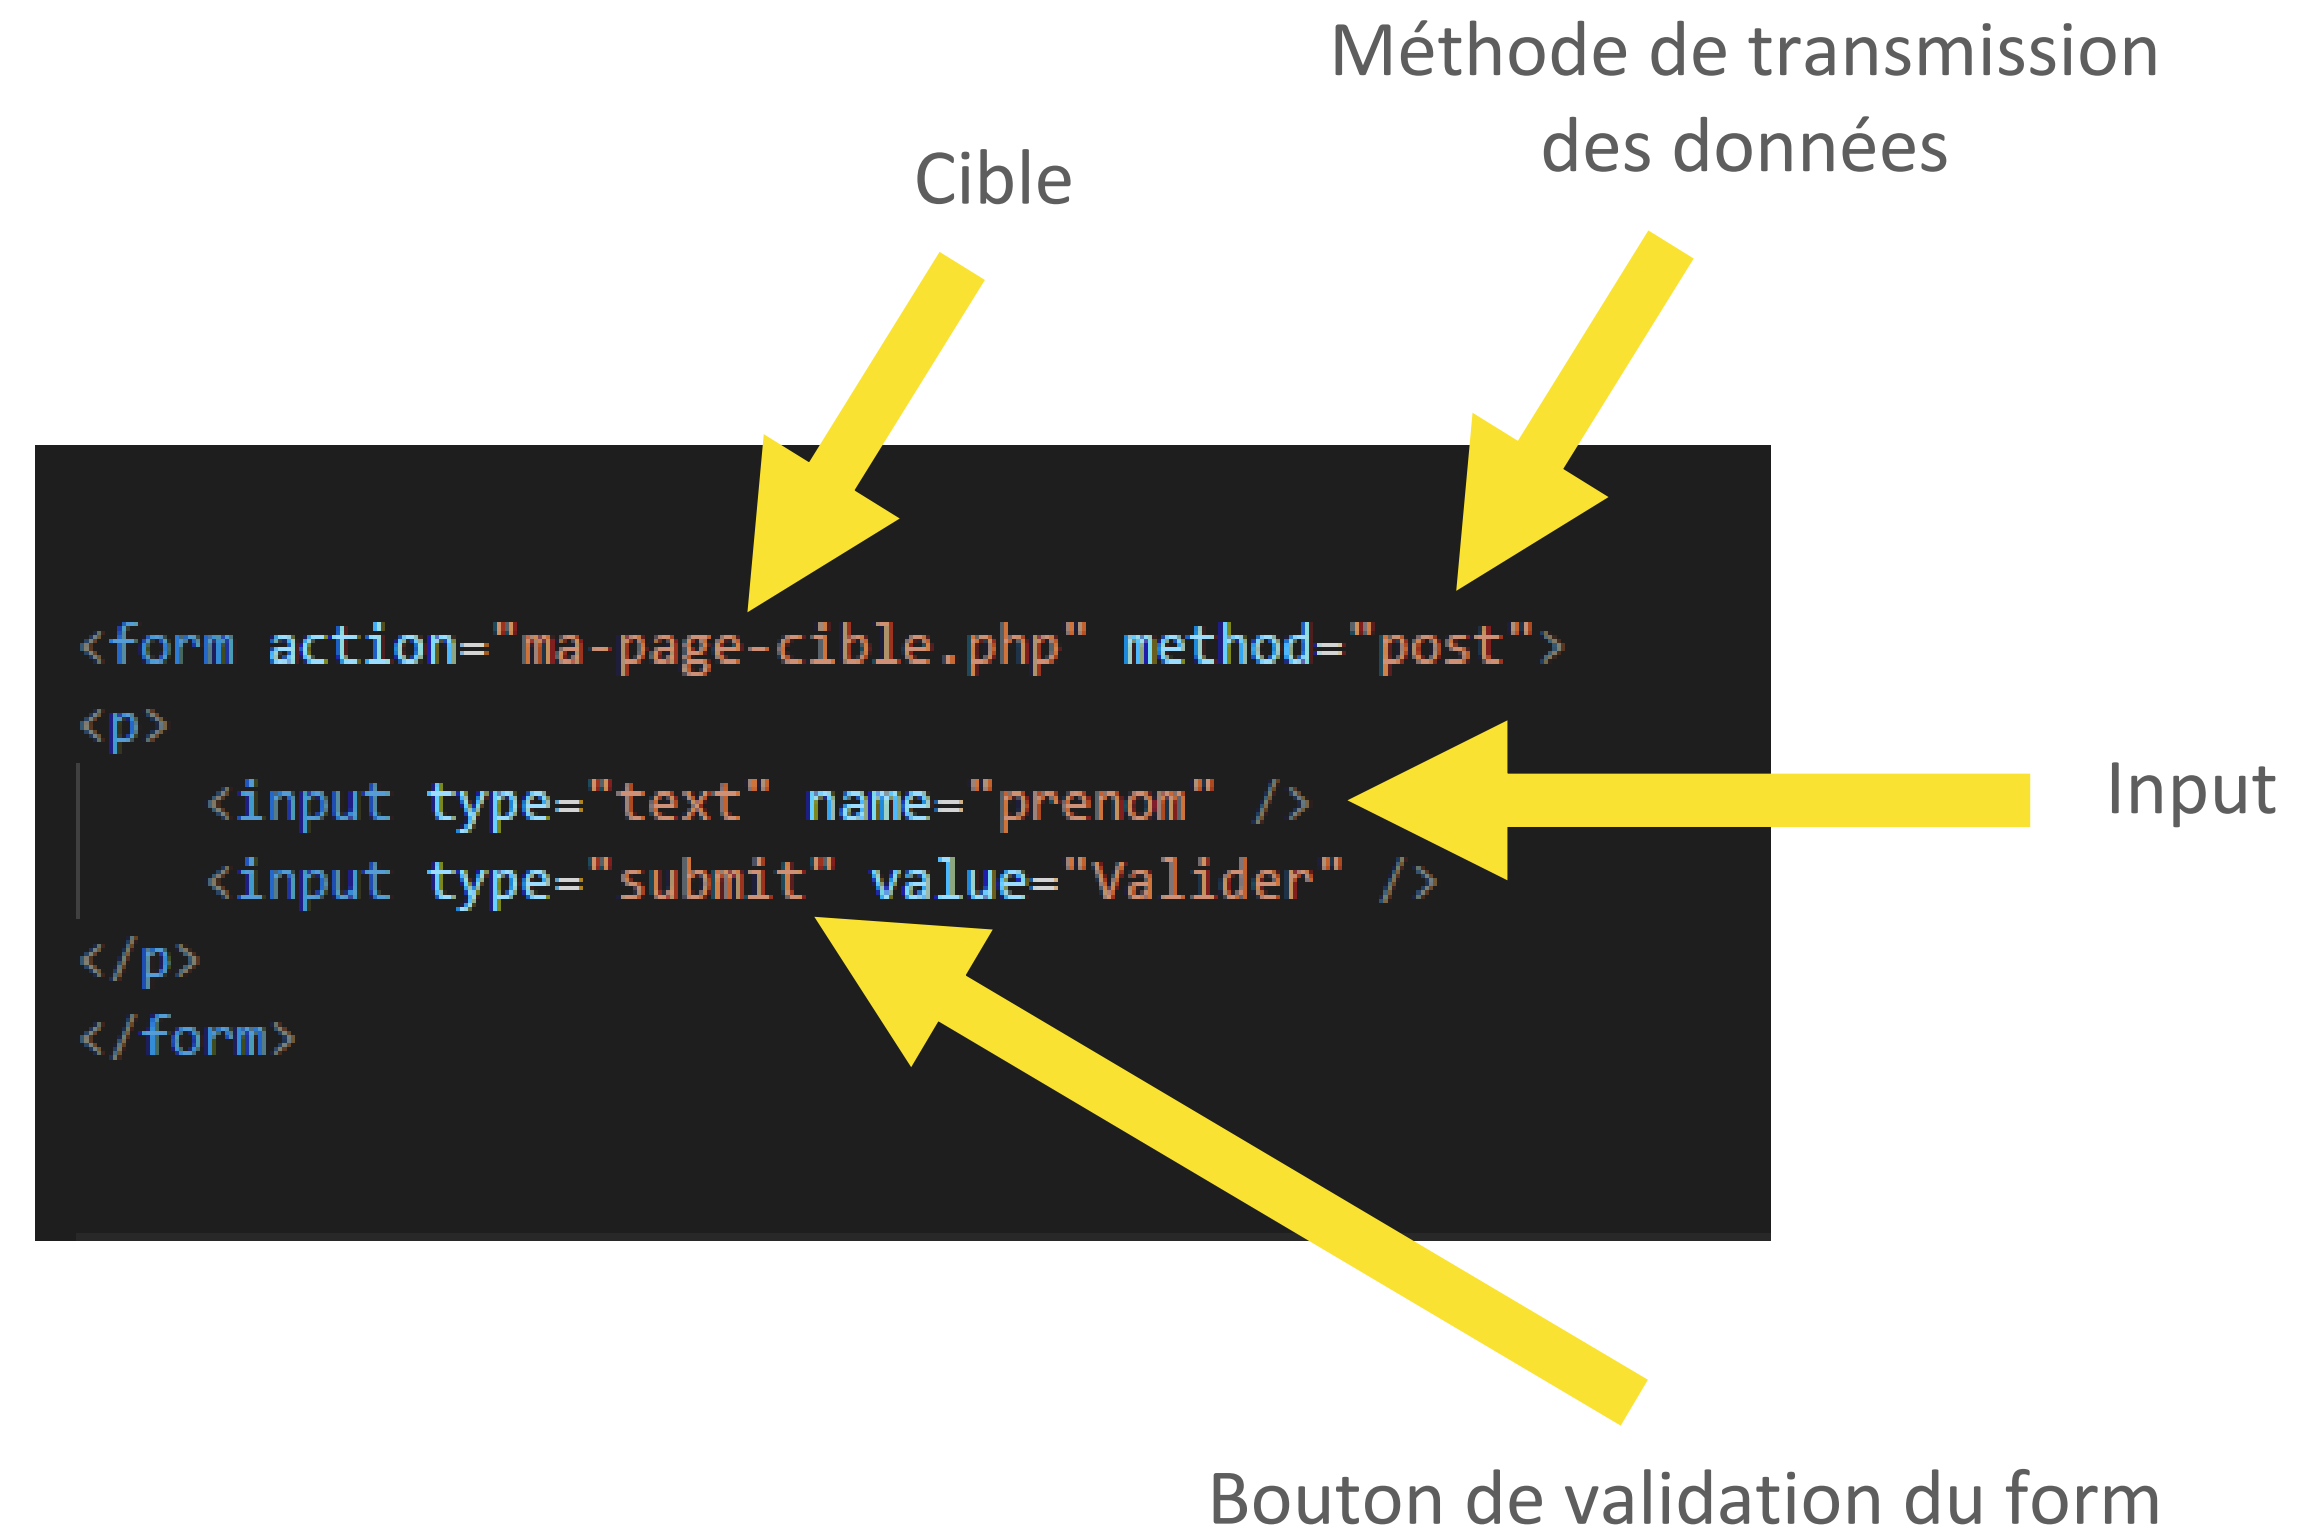 Méthode de transmission
des données
Cible
<form action="ma-page-cible.php" method="post">
<p>
<input type="text" name="prenom" />
Input
<input type="submit" value="Valider" />
</p>
</form>
Bouton de validation du form